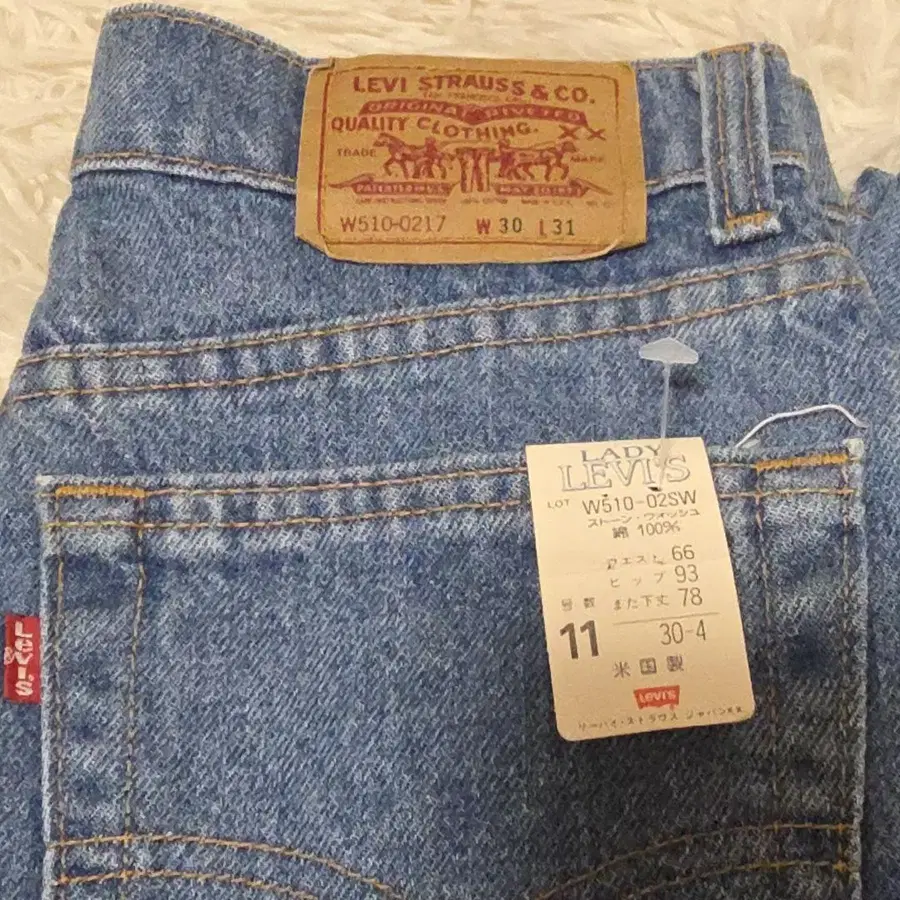 LEVI STRAUSS & CO.
SAN FRANCISCO CAL
ORIGINAL RIVETED
QUALITY CLOTHING. XX
TRADE MARK
W510-0217 W 30 L 31
LADY
LEVI'S
LOT W510-02SW
ストーン・ウォッシュ
綿 100%
ウエスト 66
ヒップ 93
号数 また下丈 78
11 30-4
米国製
LEVI'S
リーバイ・ストラウス ジャパンKK
LEVI'S